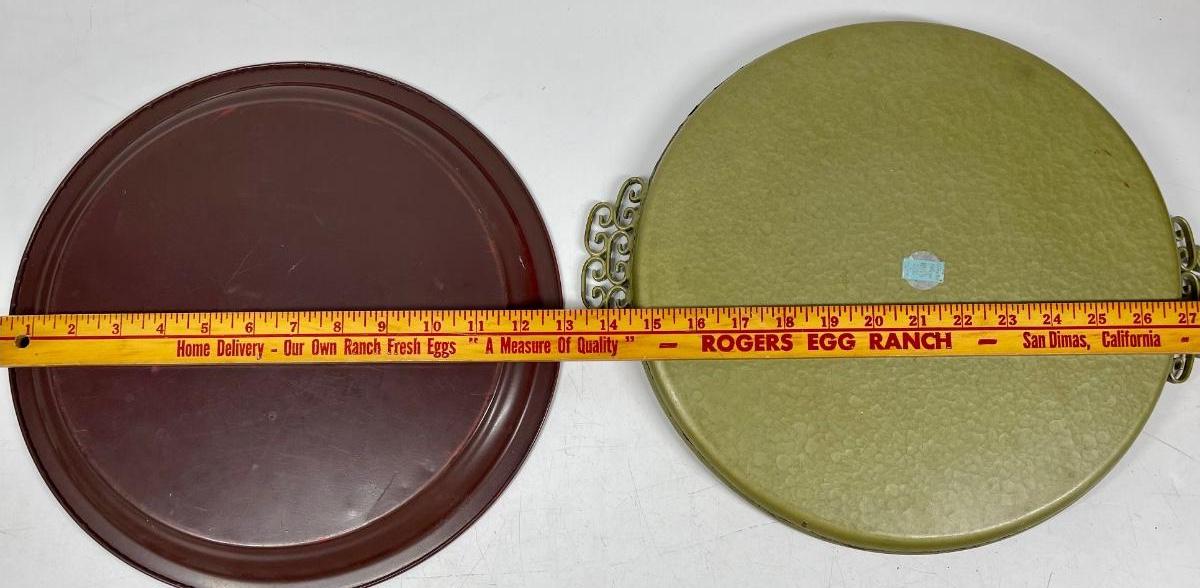 1 2 3 4 5 6 7 8 9 10 11 12 13 14 15 16 17 18 19 20 21 22 23 24 25 26 27
Home Delivery - Our Own Ranch Fresh Eggs " A Measure Of Quality " - ROGERS EGG RANCH - San Dimas, California -